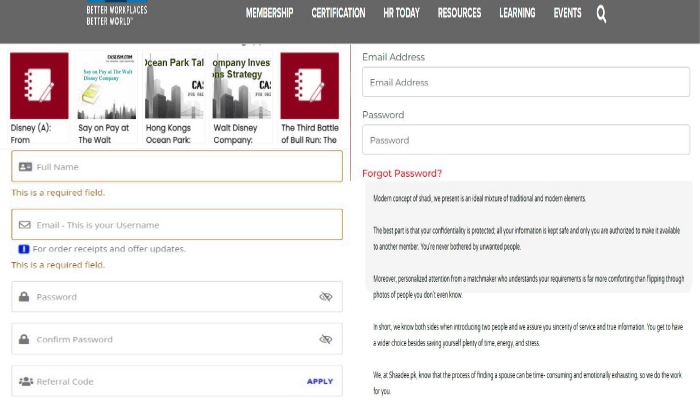 BETTER WORKPLACES
BETTER WORLD
MEMBERSHIP CERTIFICATION HR TODAY RESOURCES LEARNING EVENTS
CASLISM.COM
Say on Pay at The Walt
Disney Company
Ocean Park Tal
CA
ompany Inves
ons Strategy
CA
Disney (A):
From
Say on Pay at
The Walt
Hong Kongs
Ocean Park:
Walt Disney
Company:
The Third Battle
of Bull Run: The
Full Name
This is a required field.
Email - This is your Username
For order receipts and offer updates.
This is a required field.
Password
Confirm Password
Referral Code APPLY
Email Address
Email Address
Password
Password
Forgot Password?
Modern concept of shadi, we present is an ideal mixture of traditional and modern elements.
The best part is that your confidentiality is protected; all your information is kept safe and only you are authorized to make it available
to another member. You're never bothered by unwanted people.
Moreover, personalized attention from a matchmaker who understands your requirements is far more comforting than flipping through
photos of people you don't even know.
In short, we know both sides when introducing two people and we assure you sincerity of service and true information. You get to have
a wider choice besides saving yourself plenty of time, energy, and stress.
We, at Shaadee.pk, know that the process of finding a spouse can be time- consuming and emotionally exhausting, so we do the work
for you.